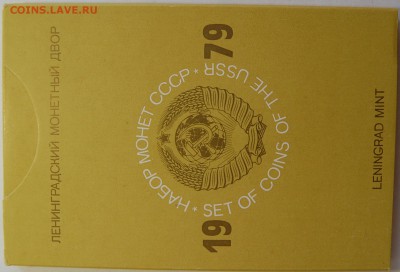 COINS.LAVE.RU
ЛЕНИНГРАДСКИЙ МОНЕТНЫЙ ДВОР
НАБОР МОНЕТ СССР * SET OF COINS OF THE USSR *
19 79
LENINGRAD MINT